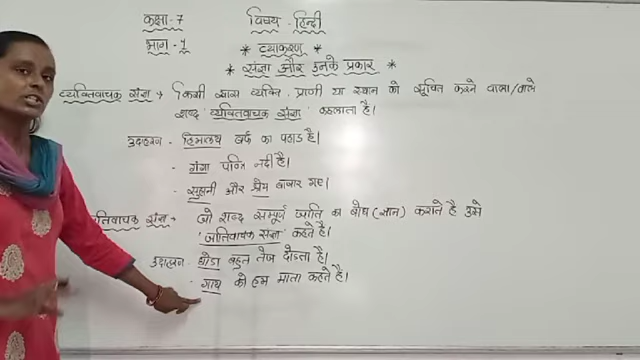 कक्षा-7 विषय-हिन्दी
भाग-1 * व्याकरण *
* संज्ञा और उनके प्रकार *
व्यक्तिवाचक संज्ञा → किसी खास व्यक्ति, प्राणी या स्थान को सूचित करने वाला/वाले
शब्द 'व्यक्तिवाचक संज्ञा' कहलाता है।
उदाहरण - हिमालय बर्फ का पहाड है।
- गंगा पवित्र नदी है।
- सुहानी और प्रेम बाजार गए।
जातिवाचक संज्ञा → जो शब्द सम्पूर्ण जाति का बोध (ज्ञान) कराते है उसे
'जातिवाचक संज्ञा' कहते है।
उदाहरण - घोडा बहुत तेज दौडता है।
- गाय को हम माता कहते है।